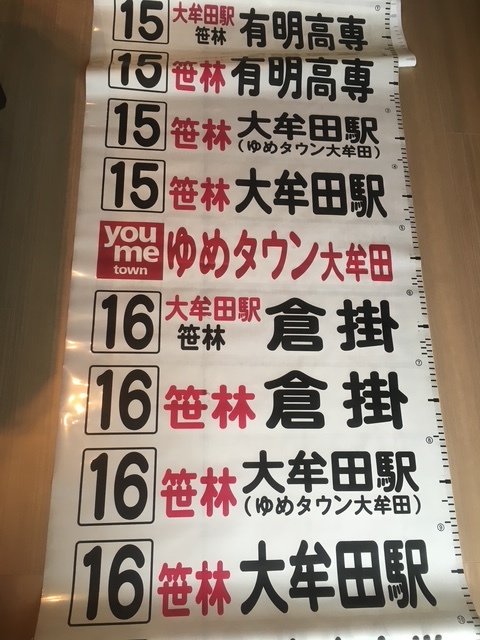 15 大牟田駅 笹林 有明高専
15 笹林 有明高専
15 笹林 大牟田駅
(ゆめタウン大牟田)
15 笹林 大牟田駅
you me town ゆめタウン大牟田
16 大牟田駅 笹林 倉掛
16 笹林 倉掛
16 笹林 大牟田駅
(ゆめタウン大牟田)
16 笹林 大牟田駅